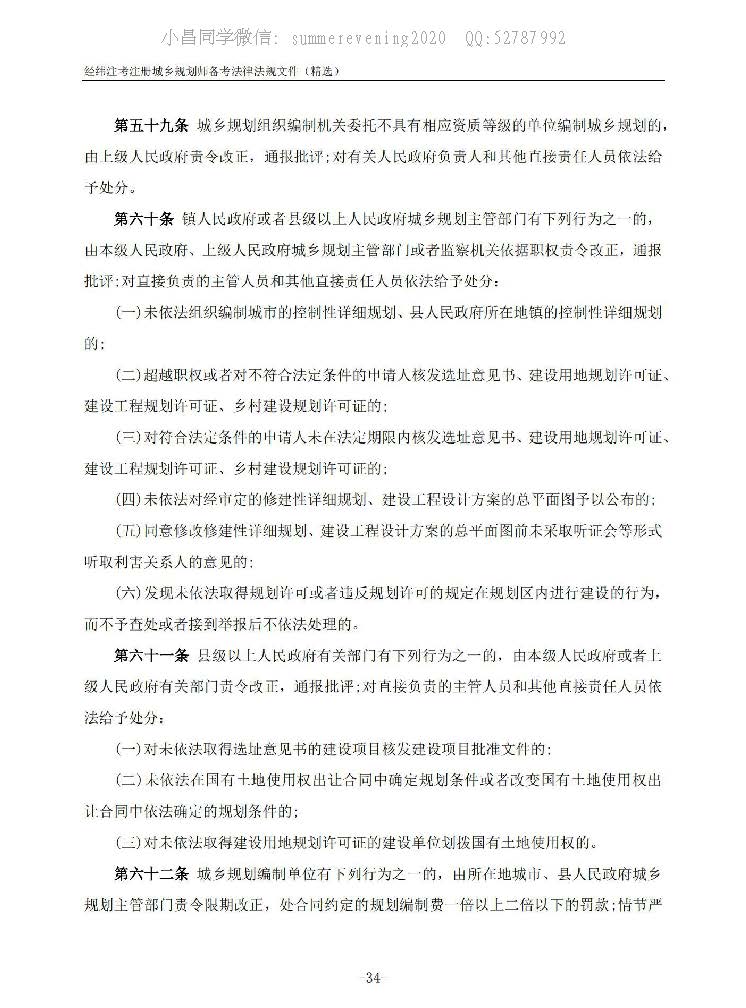 小昌同学微信: summerevening2020 QQ:52787992
经纬注考注册城乡规划师备考法律法规文件（精选）
第五十九条 城乡规划组织编制机关委托不具有相应资质等级的单位编制城乡规划的，
由上级人民政府责令改正，通报批评;对有关人民政府负责人和其他直接责任人员依法给
予处分。
第六十条 镇人民政府或者县级以上人民政府城乡规划主管部门有下列行为之一的，
由本级人民政府、上级人民政府城乡规划主管部门或者监察机关依据职权责令改正，通报
批评;对直接负责的主管人员和其他直接责任人员依法给予处分：
(一)未依法组织编制城市的控制性详细规划、县人民政府所在地镇的控制性详细规划
的;
(二)超越职权或者对不符合法定条件的申请人核发选址意见书、建设用地规划许可证、
建设工程规划许可证、乡村建设规划许可证的;
(三)对符合法定条件的申请人未在法定期限内核发选址意见书、建设用地规划许可证、
建设工程规划许可证、乡村建设规划许可证的;
(四)未依法对经审定的修建性详细规划、建设工程设计方案的总平面图予以公布的;
(五)同意修改修建性详细规划、建设工程设计方案的总平面图前未采取听证会等形式
听取利害关系人的意见的;
(六)发现未依法取得规划许可或者违反规划许可的规定在规划区内进行建设的行为，
而不予查处或者接到举报后不依法处理的。
第六十一条 县级以上人民政府有关部门有下列行为之一的，由本级人民政府或者上
级人民政府有关部门责令改正，通报批评;对直接负责的主管人员和其他直接责任人员依
法给予处分：
(一)对未依法取得选址意见书的建设项目核发建设项目批准文件的;
(二)未依法在国有土地使用权出让合同中确定规划条件或者改变国有土地使用权出
让合同中依法确定的规划条件的;
(三)对未依法取得建设用地规划许可证的建设单位划拨国有土地使用权的。
第六十二条 城乡规划编制单位有下列行为之一的，由所在地城市、县人民政府城乡
规划主管部门责令限期改正，处合同约定的规划编制费一倍以上二倍以下的罚款;情节严
-34-